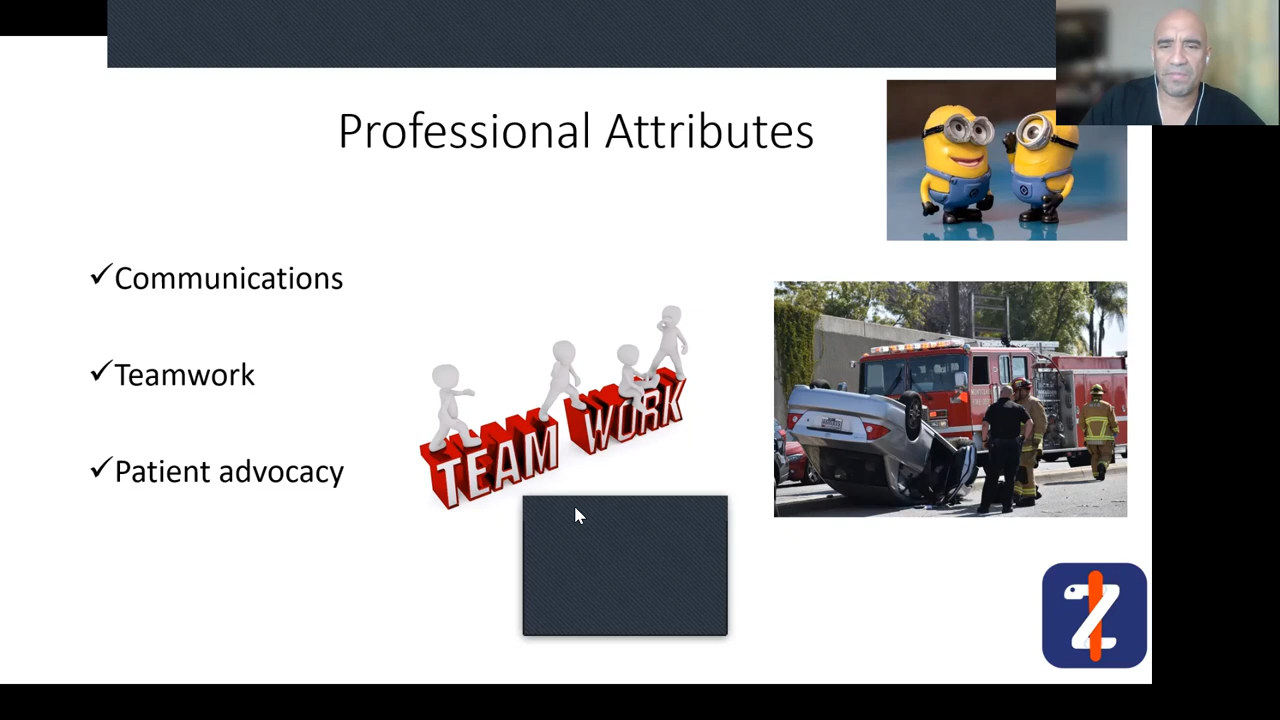 Professional Attributes
✓Communications
✓Teamwork
✓Patient advocacy
TEAM WORK
Z